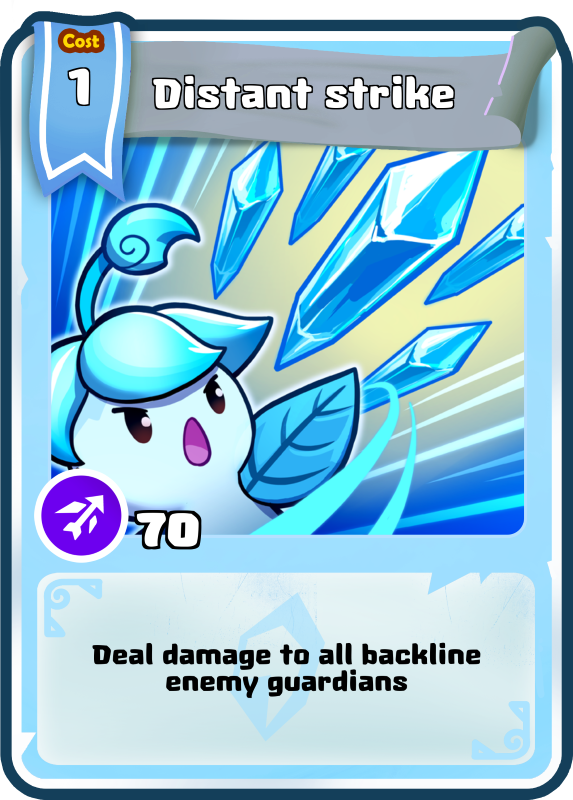 Cost
1
Distant strike
70
Deal damage to all backline
enemy guardians